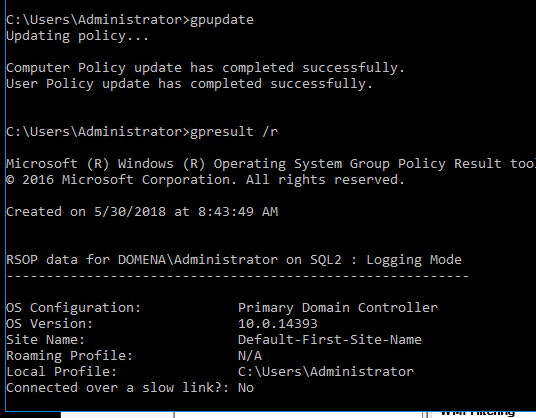 C:\Users\Administrator>gpupdate
Updating policy...
Computer Policy update has completed successfully.
User Policy update has completed successfully.
C:\Users\Administrator>gpresult /r
Microsoft (R) Windows (R) Operating System Group Policy Result tool
© 2016 Microsoft Corporation. All rights reserved.
Created on 5/30/2018 at 8:43:49 AM
RSOP data for DOMENA\Administrator on SQL2 : Logging Mode
----------------------------------------------------------
OS Configuration: Primary Domain Controller
OS Version: 10.0.14393
Site Name: Default-First-Site-Name
Roaming Profile: N/A
Local Profile: C:\Users\Administrator
Connected over a slow link?: No
WMI Filtering